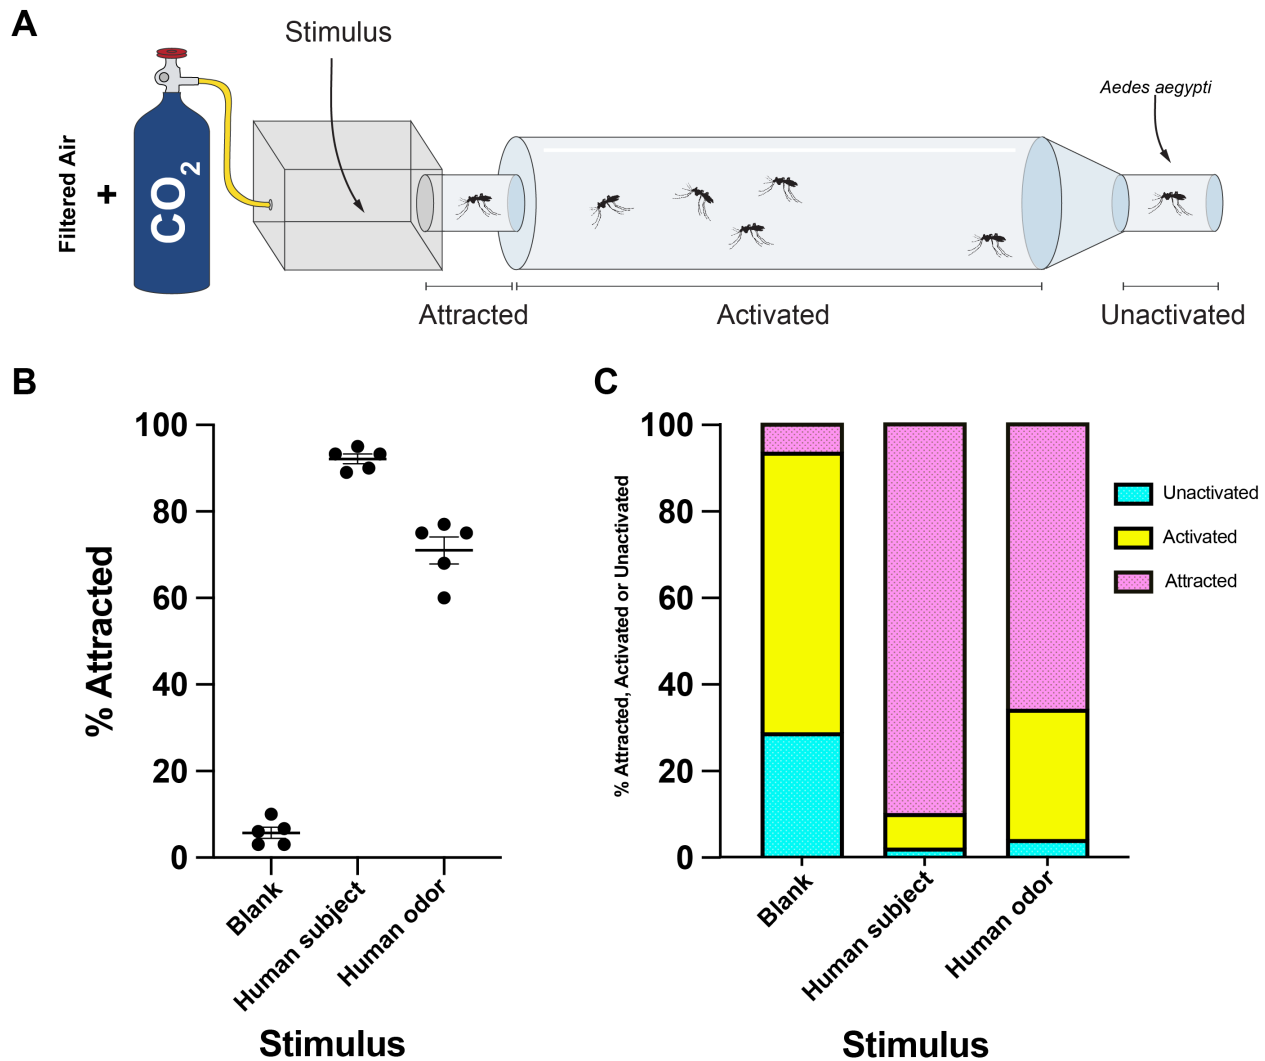 A
Stimulus
Aedes aegypti
Filtered Air
+
CO2
Attracted
Activated
Unactivated
B
% Attracted
100
80
60
40
20
0
Blank
Human subject
Human odor
Stimulus
C
% Attracted, Activated or Unactivated
100
80
60
40
20
0
Unactivated
Activated
Attracted
Blank
Human subject
Human odor
Stimulus